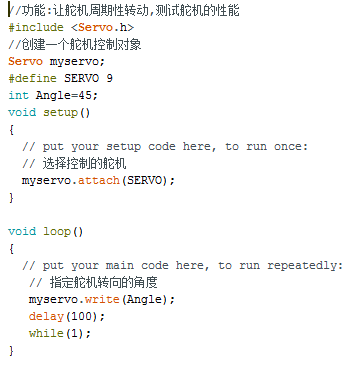 //功能:让舵机周期性转动,测试舵机的性能
#include <Servo.h>
//创建一个舵机控制对象
Servo myservo;
#define SERVO 9
int Angle=45;
void setup()
{
  // put your setup code here, to run once:
  // 选择控制的舵机
  myservo.attach(SERVO);
}

void loop()
{
  // put your main code here, to run repeatedly:
   // 指定舵机转向的角度
   myservo.write(Angle);
   delay(100);
   while(1);
}